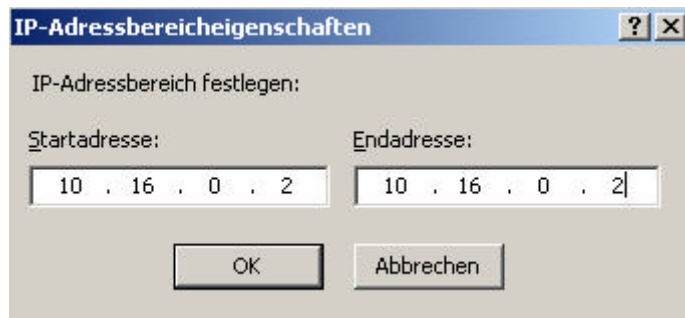 IP-Adressbereicheigenschaften
IP-Adressbereich festlegen:
Startadresse: Endadresse:
10 . 16 . 0 . 2 10 . 16 . 0 . 2
OK Abbrechen